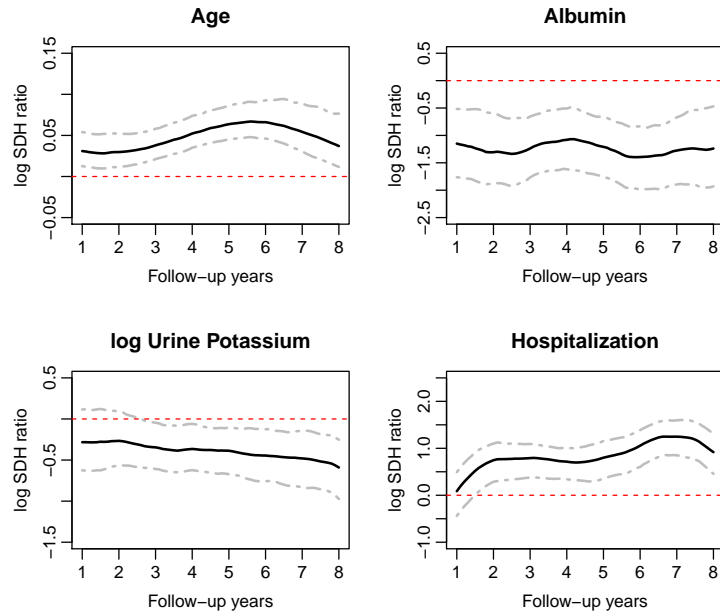 Age
log SDH ratio
0.15
0.05
−0.05
1 2 3 4 5 6 7 8
Follow−up years
Albumin
log SDH ratio
0.5
−0.5
−1.5
−2.5
1 2 3 4 5 6 7 8
Follow−up years
log Urine Potassium
log SDH ratio
0.5
−0.5
−1.5
1 2 3 4 5 6 7 8
Follow−up years
Hospitalization
log SDH ratio
2.0
1.0
0.0
−1.0
1 2 3 4 5 6 7 8
Follow−up years